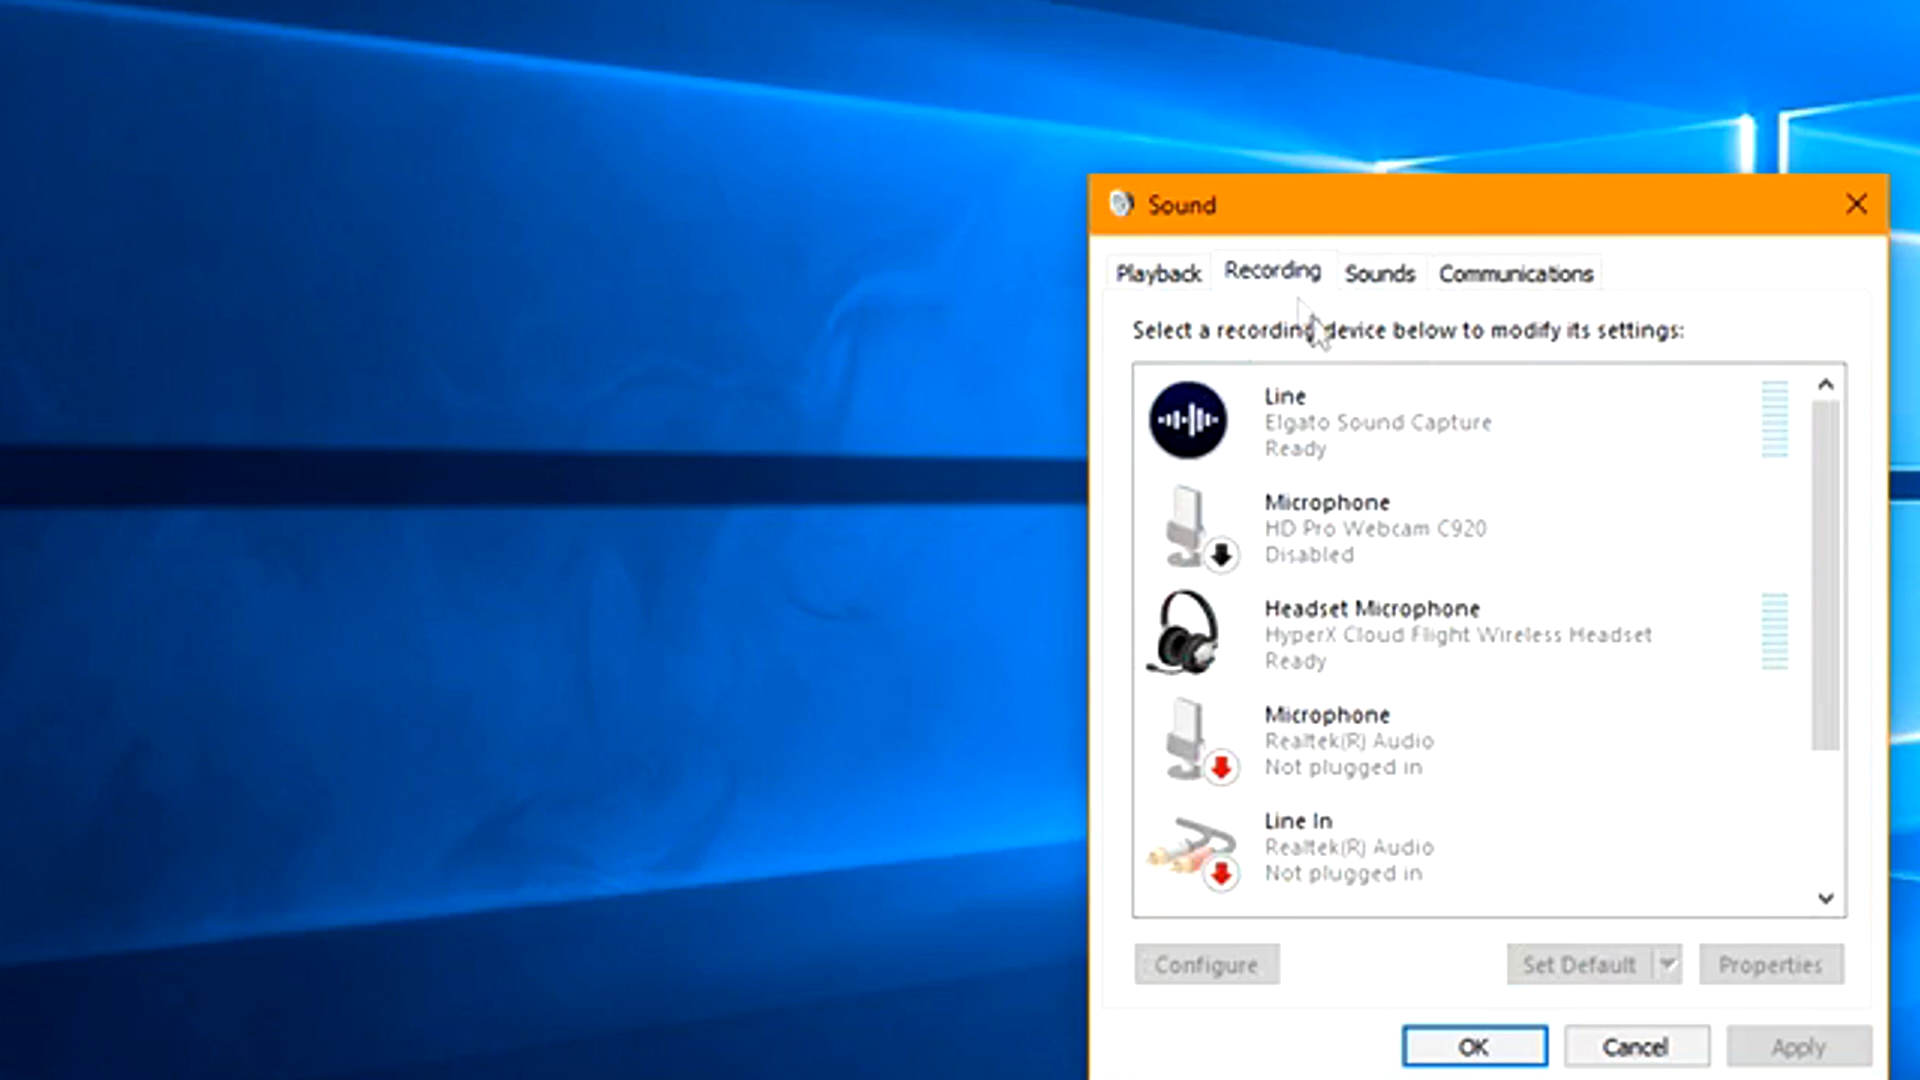 Sound
Playback Recording Sounds Communications
Select a recording device below to modify its settings:
Line
Elgato Sound Capture
Ready
Microphone
HD Pro Webcam C920
Disabled
Headset Microphone
HyperX Cloud Flight Wireless Headset
Ready
Microphone
Realtek(R) Audio
Not plugged in
Line In
Realtek(R) Audio
Not plugged in
Configure Set Default Properties
OK Cancel Apply